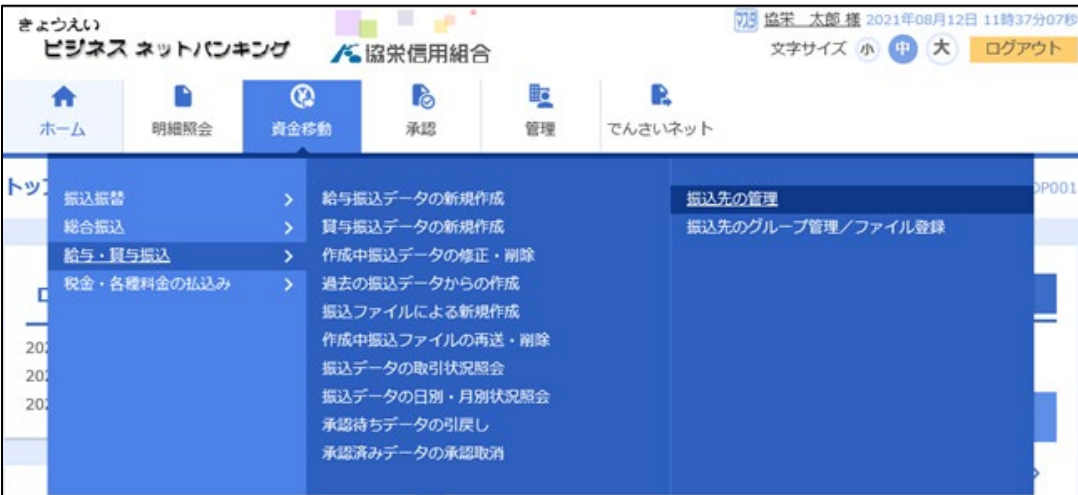 きょうえい
ビジネス ネットバンキング
協栄信用組合
協栄 太郎 様 2021年08月12日 11時37分07秒
文字サイズ 小 中 大 ログアウト
ホーム 明細照会 資金移動 承認 管理 でんさいネット
トップ
振込振替
総合振込
給与・賞与振込
税金・各種料金の払込み
給与振込データの新規作成
賞与振込データの新規作成
作成中振込データの修正・削除
過去の振込データからの作成
振込ファイルによる新規作成
作成中振込ファイルの再送・削除
振込データの取引状況照会
振込データの日別・月別状況照会
承認待ちデータの引戻し
承認済みデータの承認取消
振込先の管理
振込先のグループ管理/ファイル登録
202
202
202